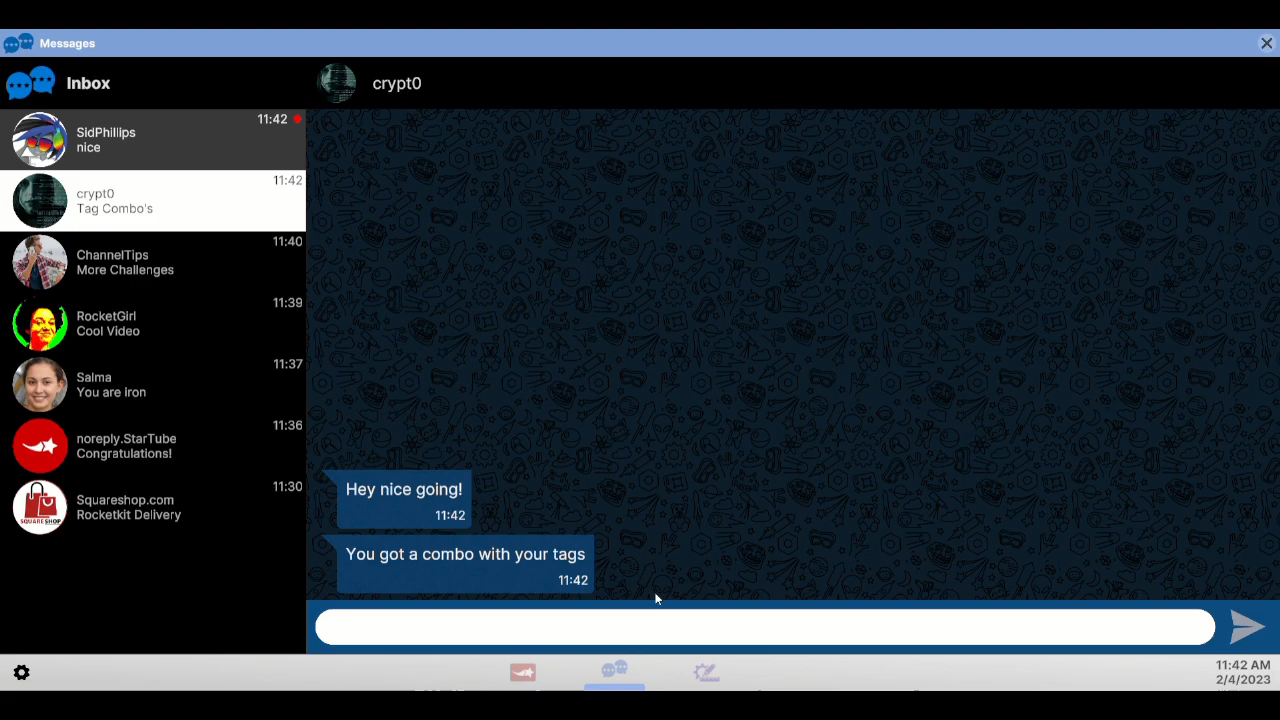 Messages
Inbox
crypt0
SidPhillips
nice
11:42
crypt0
Tag Combo's
11:42
ChannelTips
More Challenges
11:40
RocketGirl
Cool Video
11:39
Salma
You are iron
11:37
noreply.StarTube
Congratulations!
11:36
SQUARE SHOP
Squareshop.com
Rocketkit Delivery
11:30
Hey nice going!
11:42
You got a combo with your tags
11:42
11:42 AM
2/4/2023